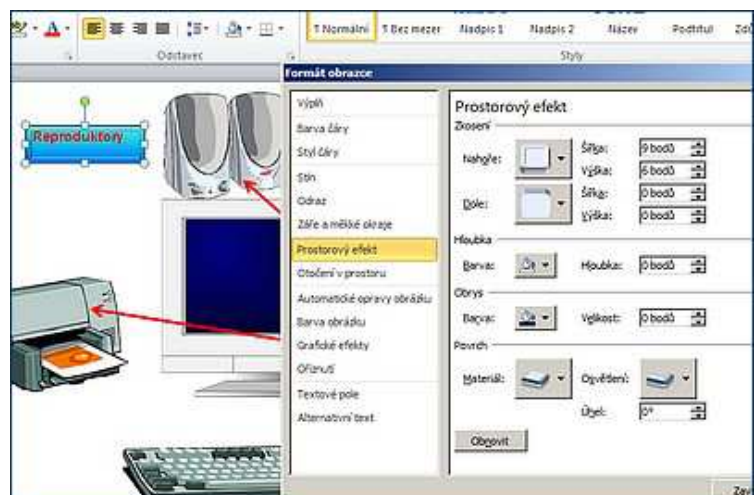 ¶ Normální ¶ Bez mezer Nadpis 1 Nadpis 2 Název Podtitul
Odstavec Styly
Formát obrazce
Reproduktory
Výplň
Barva čáry
Styl čáry
Stín
Odraz
Záře a měkké okraje
Prostorový efekt
Otočení v prostoru
Automatické opravy obrázku
Barva obrázku
Grafické efekty
Oříznutí
Textové pole
Alternativní text
Prostorový efekt
Zkosení
Nahoře: Šířka: 9 bodů
Výška: 6 bodů
Dole: Šířka: 0 bodů
Výška: 0 bodů
Hloubka
Barva: Hloubka: 0 bodů
Obrys
Barva: Velikost: 0 bodů
Povrch
Materiál: Osvětlení:
Úhel: 0°
Obnovit